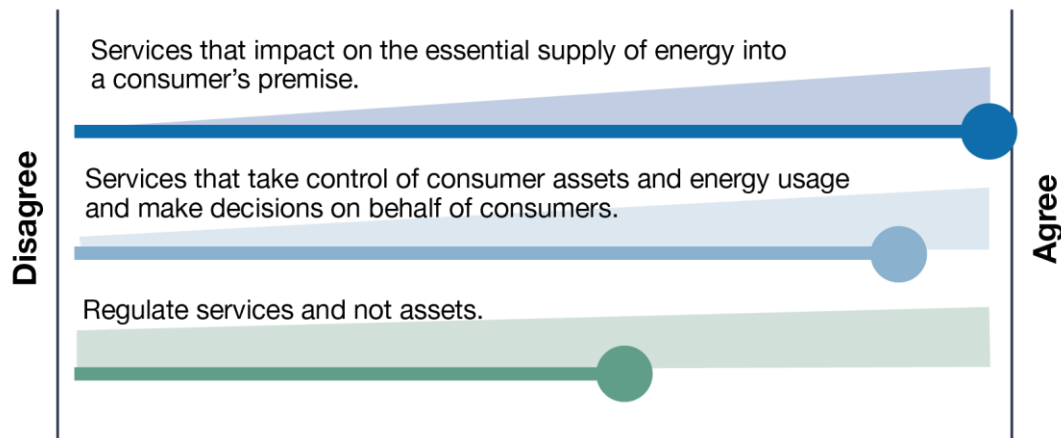 Services that impact on the essential supply of energy into
a consumer’s premise.
Disagree
Services that take control of consumer assets and energy usage
and make decisions on behalf of consumers.
Agree
Regulate services and not assets.